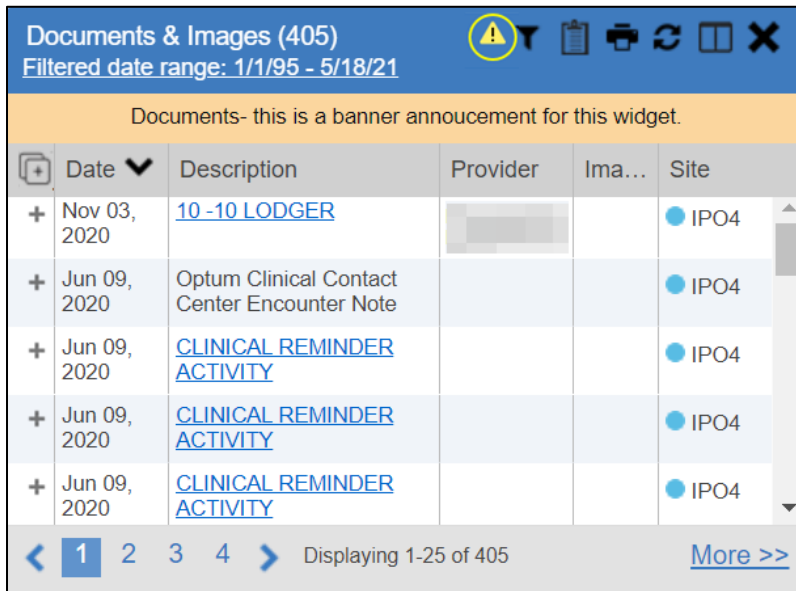 Documents & Images (405)
Filtered date range: 1/1/95 - 5/18/21
Documents- this is a banner annoucement for this widget.
Date Description Provider Ima... Site
Nov 03, 2020 10 -10 LODGER IPO4
Jun 09, 2020 Optum Clinical Contact Center Encounter Note IPO4
Jun 09, 2020 CLINICAL REMINDER ACTIVITY IPO4
Jun 09, 2020 CLINICAL REMINDER ACTIVITY IPO4
Jun 09, 2020 CLINICAL REMINDER ACTIVITY IPO4
1 2 3 4 Displaying 1-25 of 405 More >>